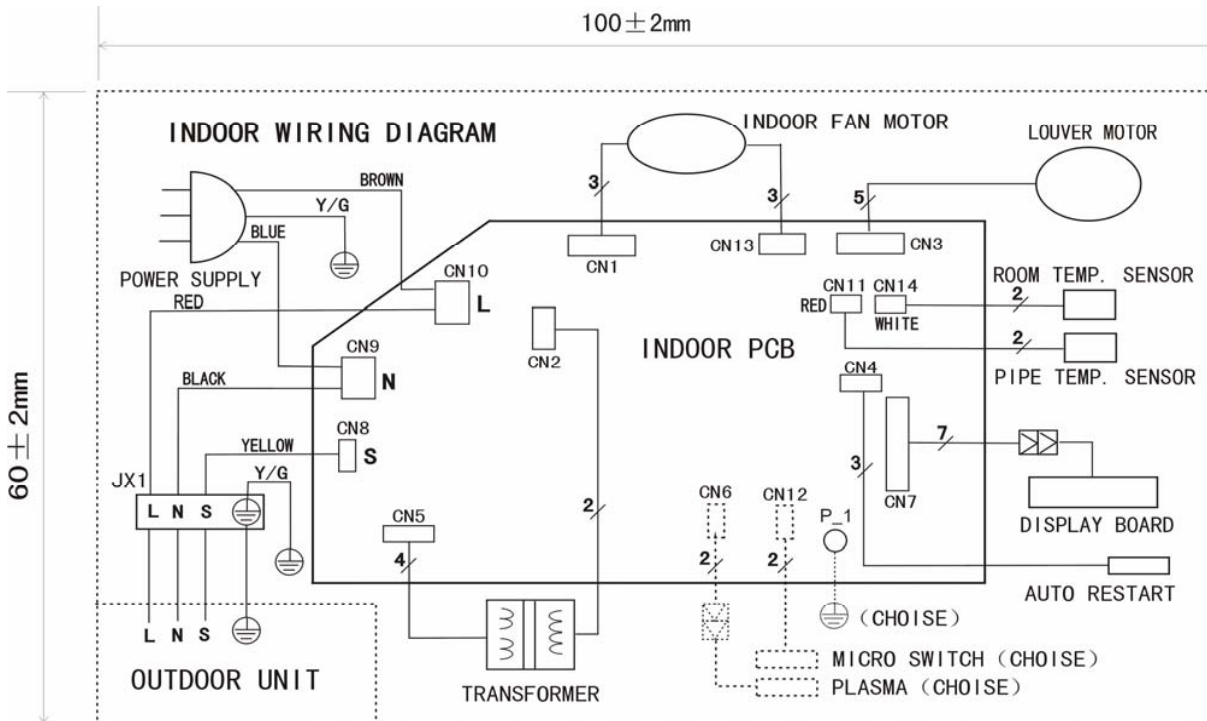 100±2mm
60±2mm
INDOOR WIRING DIAGRAM
INDOOR FAN MOTOR
LOUVER MOTOR
BROWN
Y/G
BLUE
POWER SUPPLY
RED
3
3
5
CN10
L
CN1
CN13
CN3
CN11
CN14
RED
WHITE
2
ROOM TEMP. SENSOR
CN2
INDOOR PCB
2
PIPE TEMP. SENSOR
CN9
N
BLACK
CN4
CN8
S
YELLOW
Y/G
7
3
CN7
DISPLAY BOARD
JX1
L N S
CN5
4
2
CN6
2
CN12
2
P_1
(CHOISE)
AUTO RESTART
L N S
OUTDOOR UNIT
TRANSFORMER
MICRO SWITCH (CHOISE)
PLASMA (CHOISE)